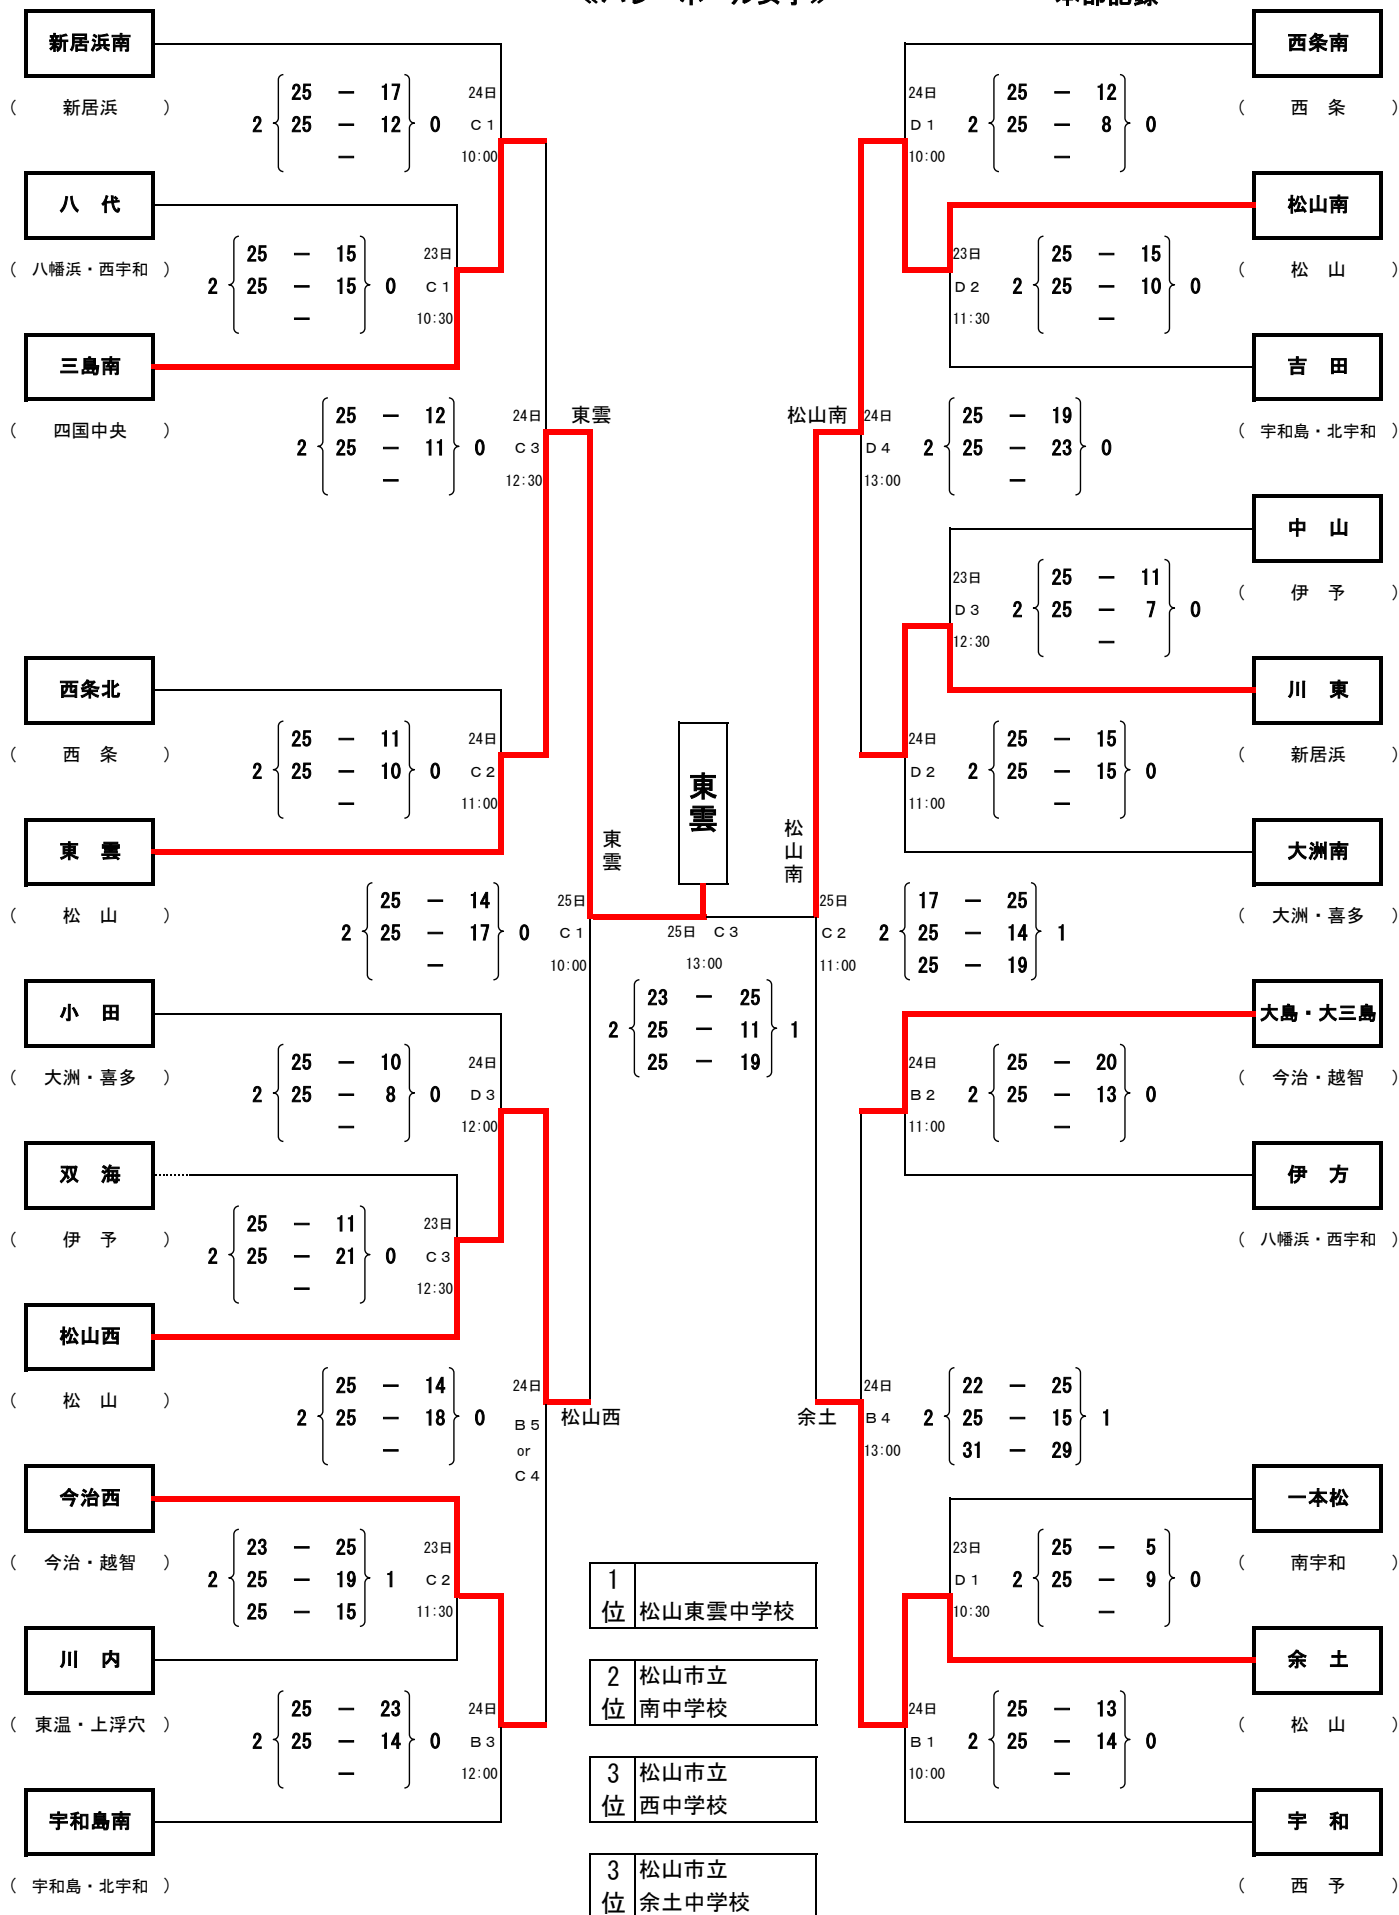 新居浜南
( 新居浜 )
25 － 17
2 25 － 12 0
－
24日
C 1
10:00
八 代
( 八幡浜・西宇和 )
25 － 15
2 25 － 15 0
－
23日
C 1
10:30
三島南
( 四国中央 )
25 － 12
2 25 － 11 0
－
24日
C 3
12:30
東雲
西条北
( 西 条 )
25 － 11
2 25 － 10 0
－
24日
C 2
11:00
東 雲
( 松 山 )
25 － 14
2 25 － 17 0
－
25日
C 1
10:00
東雲
小 田
( 大洲・喜多 )
25 － 10
2 25 － 8 0
－
24日
D 3
12:00
双 海
( 伊 予 )
25 － 11
2 25 － 21 0
－
23日
C 3
12:30
松山西
( 松 山 )
25 － 14
2 25 － 18 0
－
24日
B 5
or
C 4
松山西
今治西
( 今治・越智 )
23 － 25
2 25 － 19 1
25 － 15
23日
C 2
11:30
川 内
( 東温・上浮穴 )
25 － 23
2 25 － 14 0
－
24日
B 3
12:00
宇和島南
( 宇和島・北宇和 )
東雲
25日 C 3
13:00
23 － 25
2 25 － 11 1
25 － 19
1位 松山東雲中学校
2位 松山市立
南中学校
3位 松山市立
西中学校
3位 松山市立
余土中学校
西条南
( 西 条 )
24日
D 1
10:00
25 － 12
2 25 － 8 0
－
松山南
( 松 山 )
23日
D 2
11:30
25 － 15
2 25 － 10 0
－
吉 田
( 宇和島・北宇和 )
松山南
24日
D 4
13:00
25 － 19
2 25 － 23 0
－
中 山
( 伊 予 )
23日
D 3
12:30
25 － 11
2 25 － 7 0
－
川 東
( 新居浜 )
24日
D 2
11:00
25 － 15
2 25 － 15 0
－
大洲南
( 大洲・喜多 )
松山南
25日
C 2
11:00
17 － 25
2 25 － 14 1
25 － 19
大島・大三島
( 今治・越智 )
24日
B 2
11:00
25 － 20
2 25 － 13 0
－
伊 方
( 八幡浜・西宇和 )
余土
24日
B 4
13:00
22 － 25
2 25 － 15 1
31 － 29
一本松
( 南宇和 )
23日
D 1
10:30
25 － 5
2 25 － 9 0
－
余 土
( 松 山 )
24日
B 1
10:00
25 － 13
2 25 － 14 0
－
宇 和
( 西 予 )